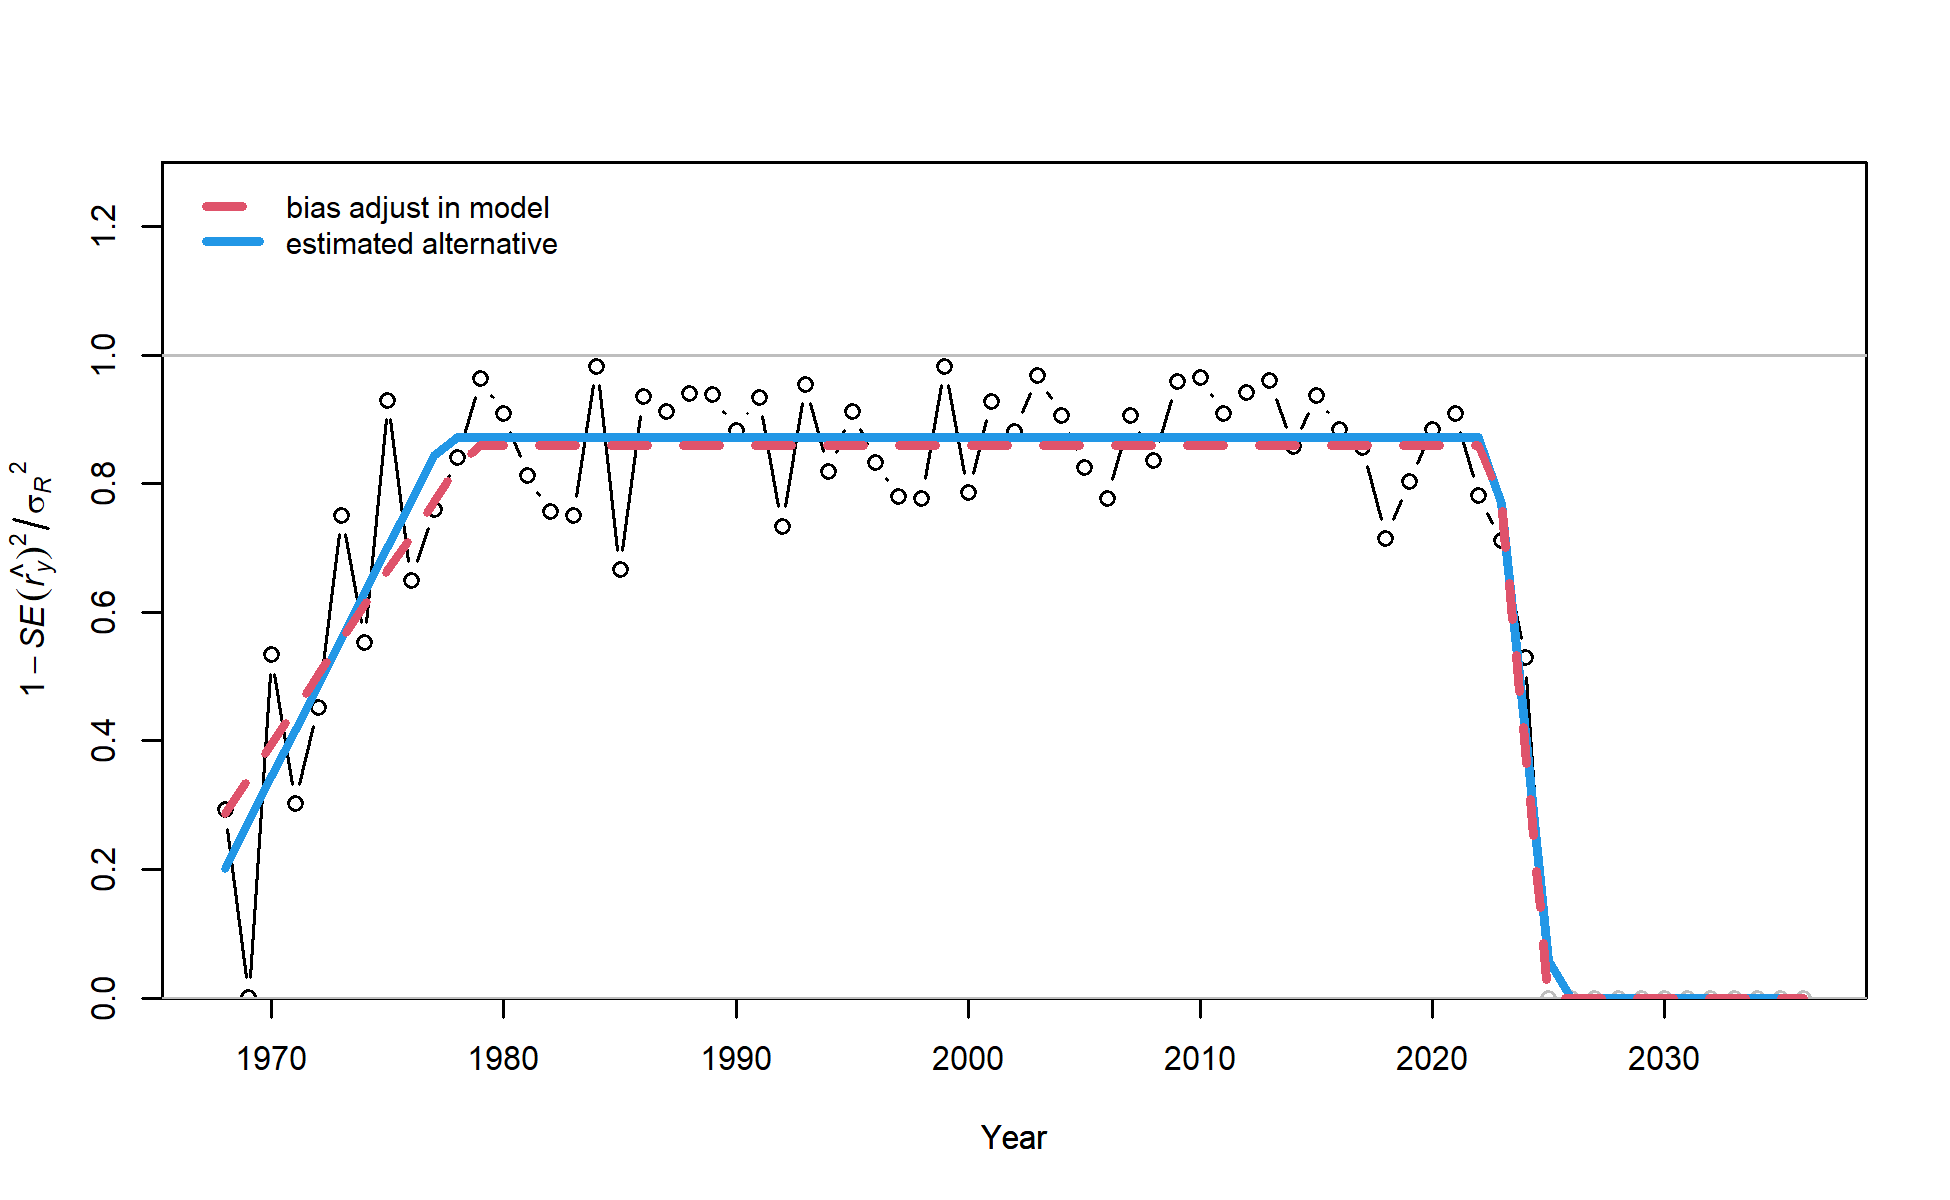 bias adjust in model
estimated alternative
1.2
1.0
0.8
0.6
0.4
0.2
0.0
1 − SE(r̂y)² / σR²
1970 1980 1990 2000 2010 2020 2030
Year